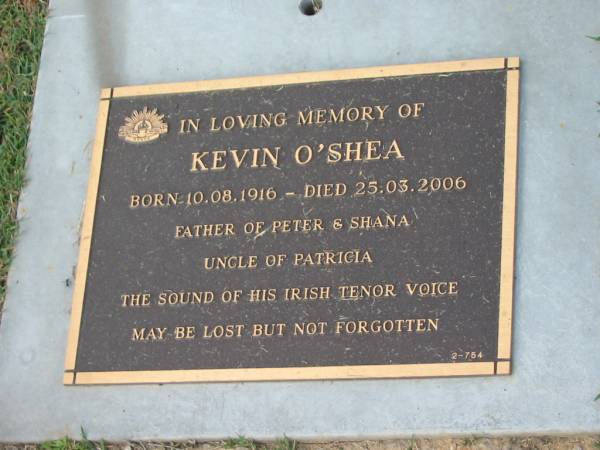 IN LOVING MEMORY OF
KEVIN O'SHEA
BORN 10.08.1916 - DIED 25.03.2006
FATHER OF PETER & SHANA
UNCLE OF PATRICIA
THE SOUND OF HIS IRISH TENOR VOICE
MAY BE LOST BUT NOT FORGOTTEN
2-754